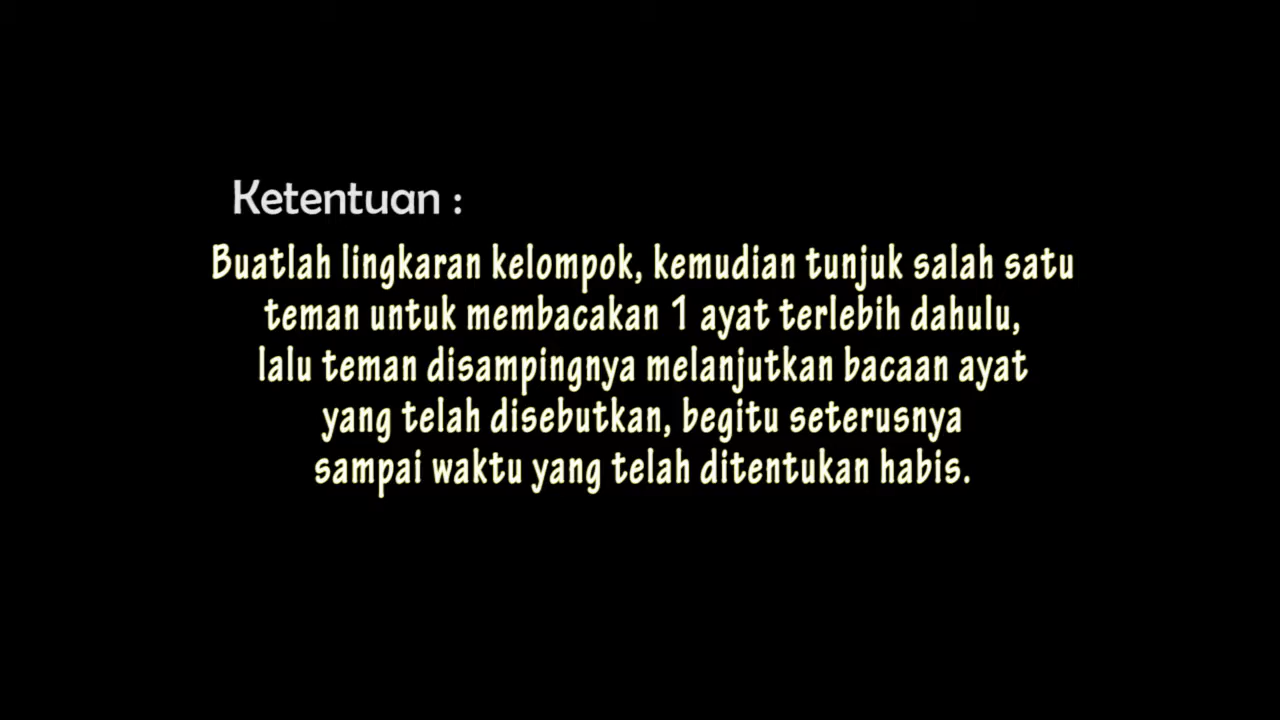 Ketentuan :
Buatlah lingkaran kelompok, kemudian tunjuk salah satu
teman untuk membacakan 1 ayat terlebih dahulu,
lalu teman disampingnya melanjutkan bacaan ayat
yang telah disebutkan, begitu seterusnya
sampai waktu yang telah ditentukan habis.